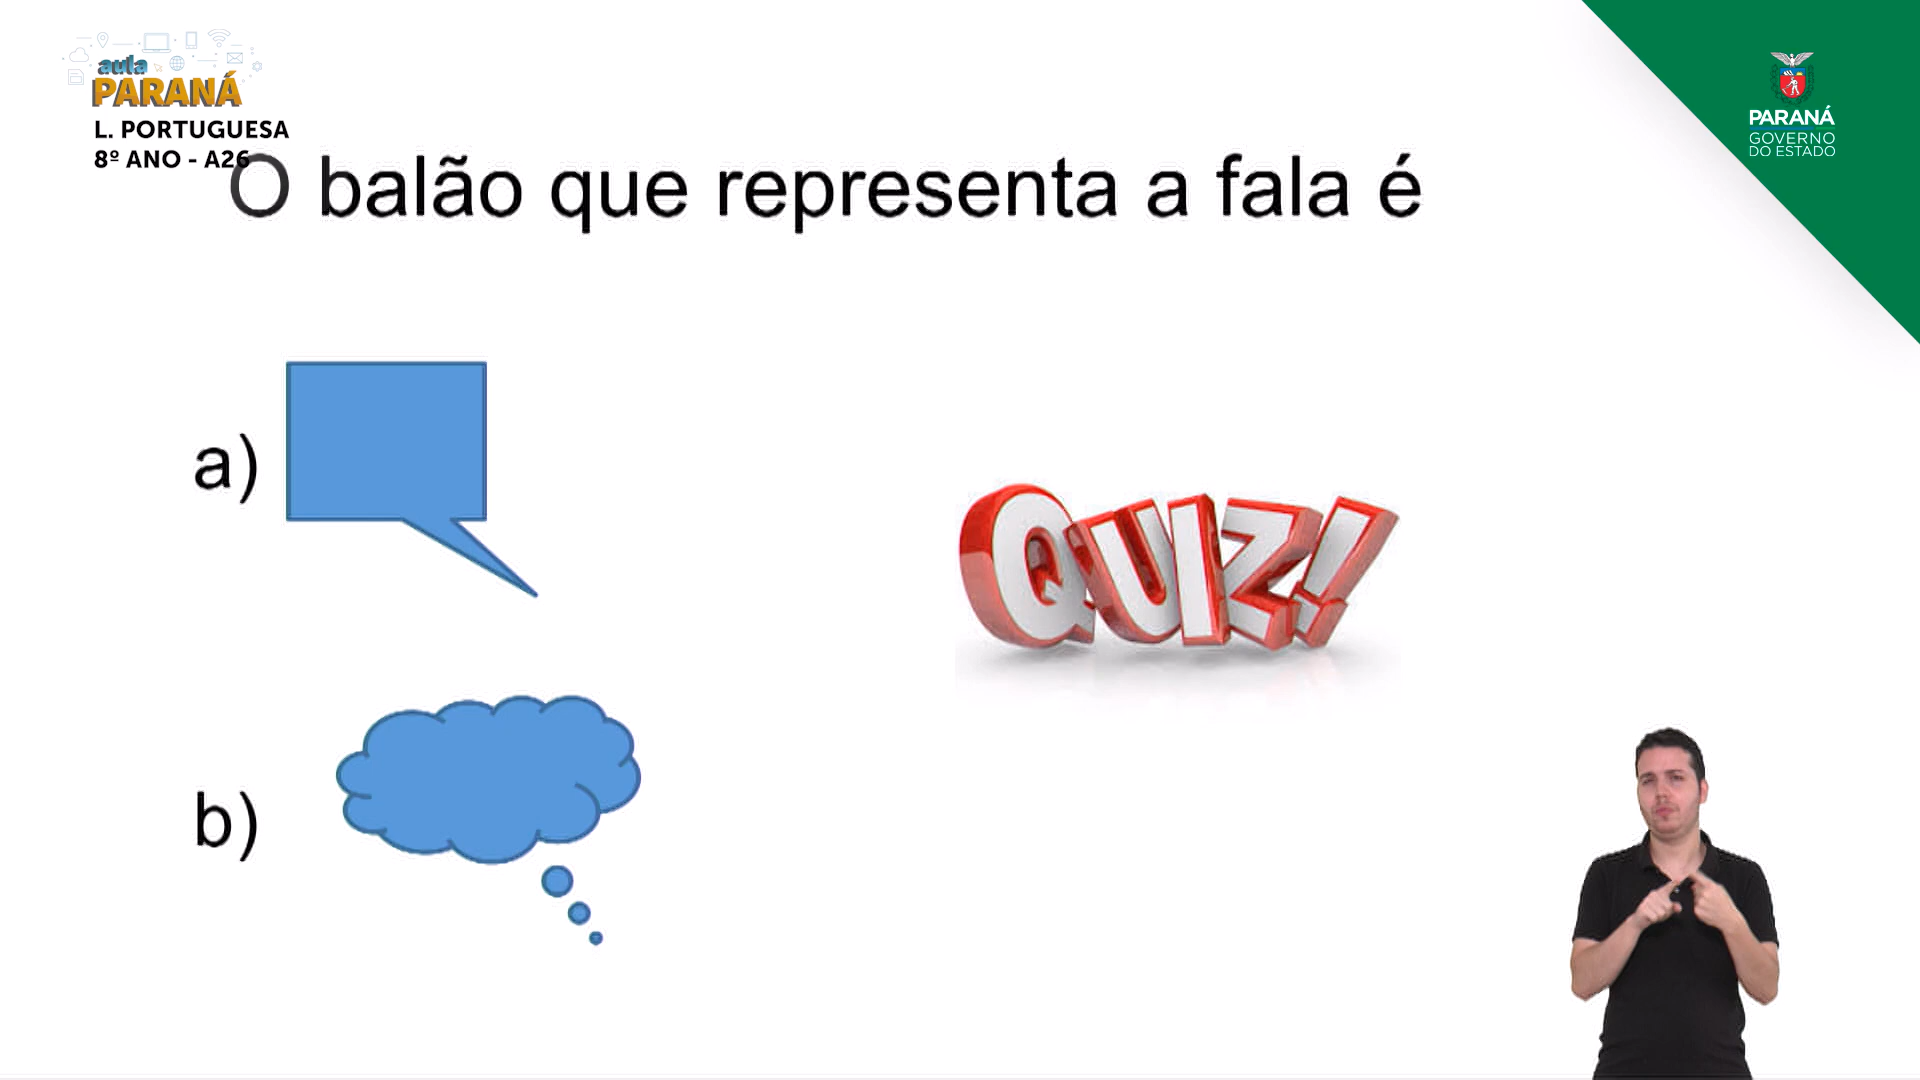 aula
PARANÁ
L. PORTUGUESA
8º ANO - A26
PARANÁ
GOVERNO
DO ESTADO
O balão que representa a fala é
a)
QUIZ!
b)